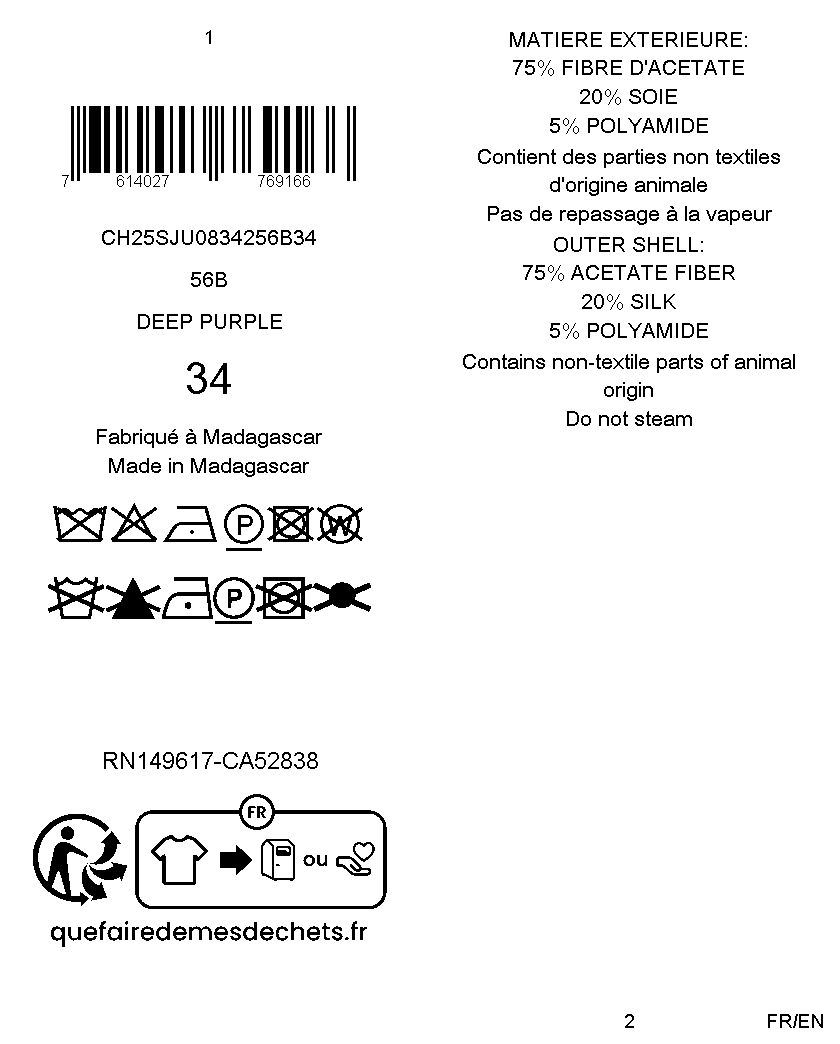 1
7 614027 769166
CH25SJU0834256B34
56B
DEEP PURPLE
34
Fabriqué à Madagascar
Made in Madagascar
P
W
P
RN149617-CA52838
FR
ou
quefairedemesdechets.fr
MATIERE EXTERIEURE:
75% FIBRE D'ACETATE
20% SOIE
5% POLYAMIDE
Contient des parties non textiles
d'origine animale
Pas de repassage à la vapeur
OUTER SHELL:
75% ACETATE FIBER
20% SILK
5% POLYAMIDE
Contains non-textile parts of animal
origin
Do not steam
2
FR/EN